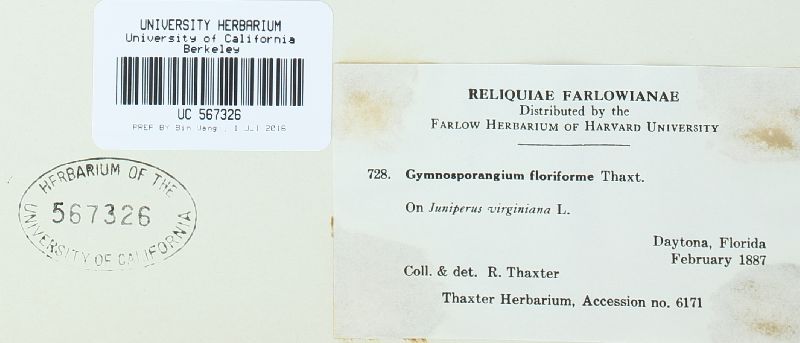 UNIVERSITY HERBARIUM
University of California
Berkeley
UC 567326
PREP BY Bin Wang , 1 Jul 2016
HERBARIUM OF THE
567326
UNIVERSITY OF CALIFORNIA
RELIQUIAE FARLOWIANAE
Distributed by the
FARLOW HERBARIUM OF HARVARD UNIVERSITY
728. Gymnosporangium floriforme Thaxt.
On Juniperus virginiana L.
Daytona, Florida
February 1887
Coll. & det. R. Thaxter
Thaxter Herbarium, Accession no. 6171